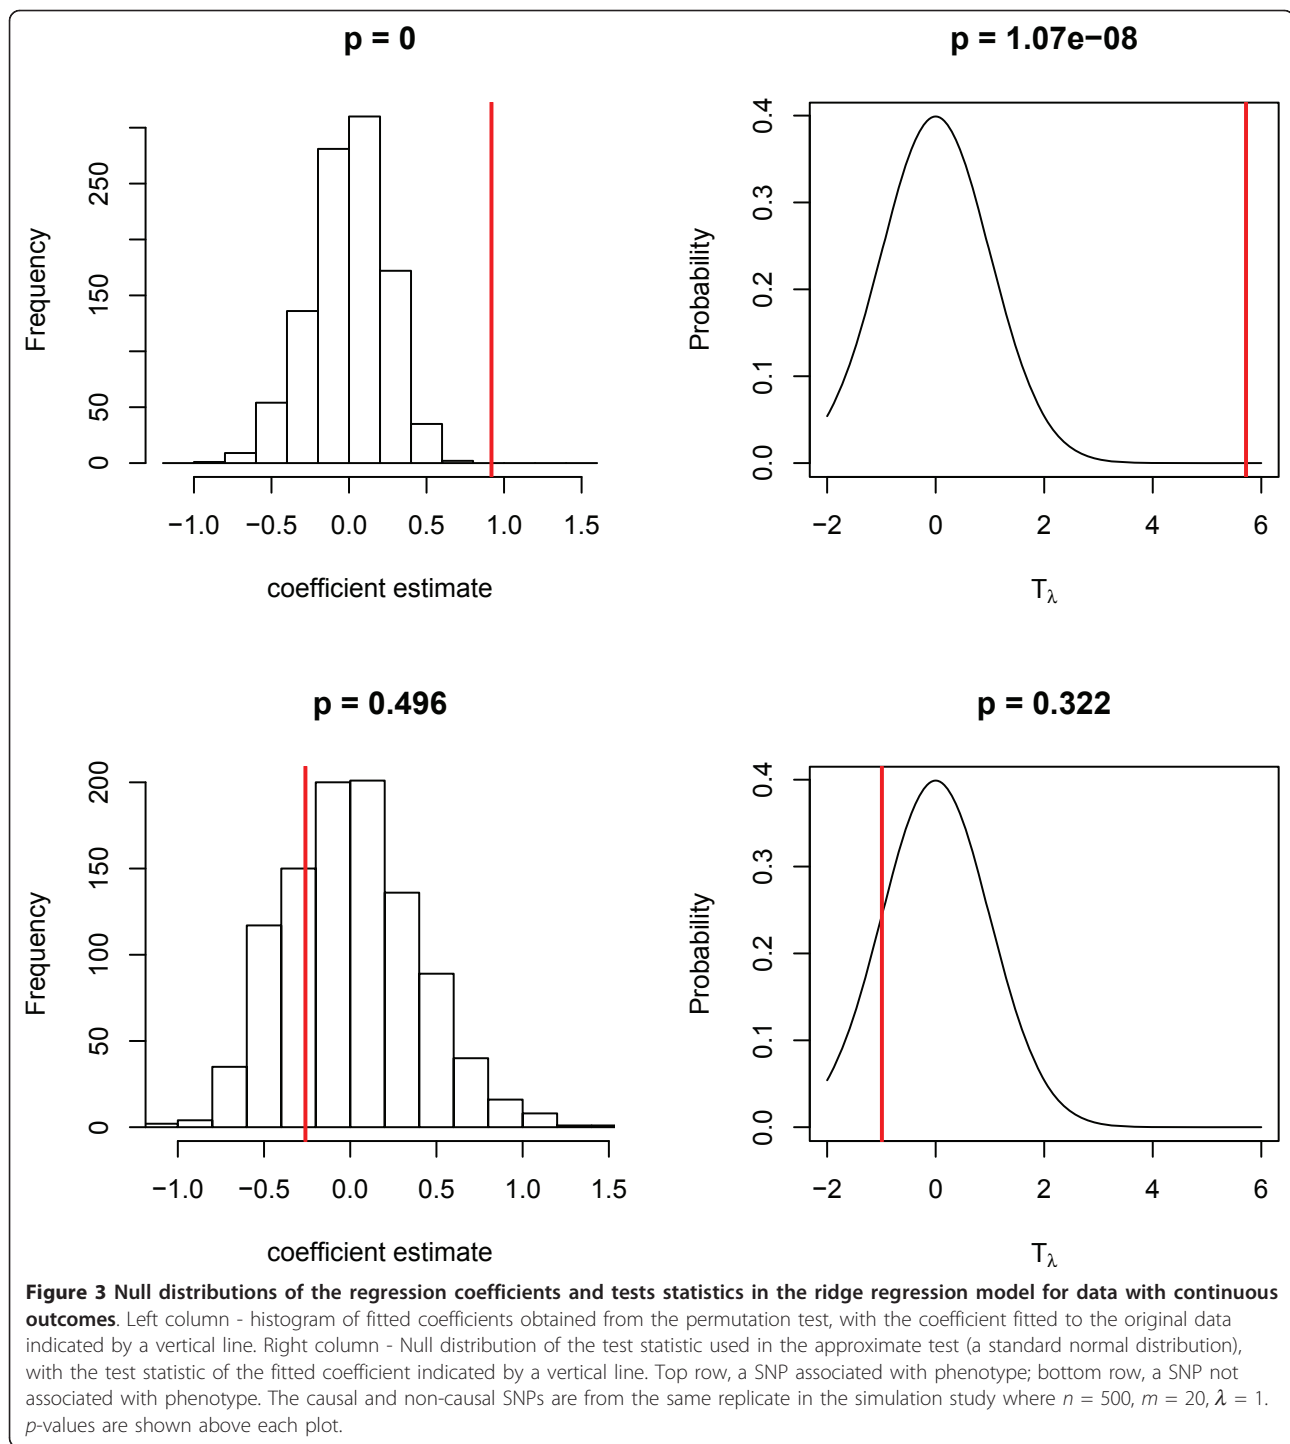 p = 0
p = 1.07e−08
Frequency
0
50
150
250
−1.0 −0.5 0.0 0.5 1.0 1.5
coefficient estimate
Probability
0.0
0.1
0.2
0.3
0.4
−2 0 2 4 6
Tλ
p = 0.496
p = 0.322
Frequency
0
50
100
150
200
−1.0 −0.5 0.0 0.5 1.0 1.5
coefficient estimate
Probability
0.0
0.1
0.2
0.3
0.4
−2 0 2 4 6
Tλ
Figure 3 Null distributions of the regression coefficients and tests statistics in the ridge regression model for data with continuous
outcomes. Left column - histogram of fitted coefficients obtained from the permutation test, with the coefficient fitted to the original data
indicated by a vertical line. Right column - Null distribution of the test statistic used in the approximate test (a standard normal distribution),
with the test statistic of the fitted coefficient indicated by a vertical line. Top row, a SNP associated with phenotype; bottom row, a SNP not
associated with phenotype. The causal and non-causal SNPs are from the same replicate in the simulation study where n = 500, m = 20, λ = 1.
p-values are shown above each plot.